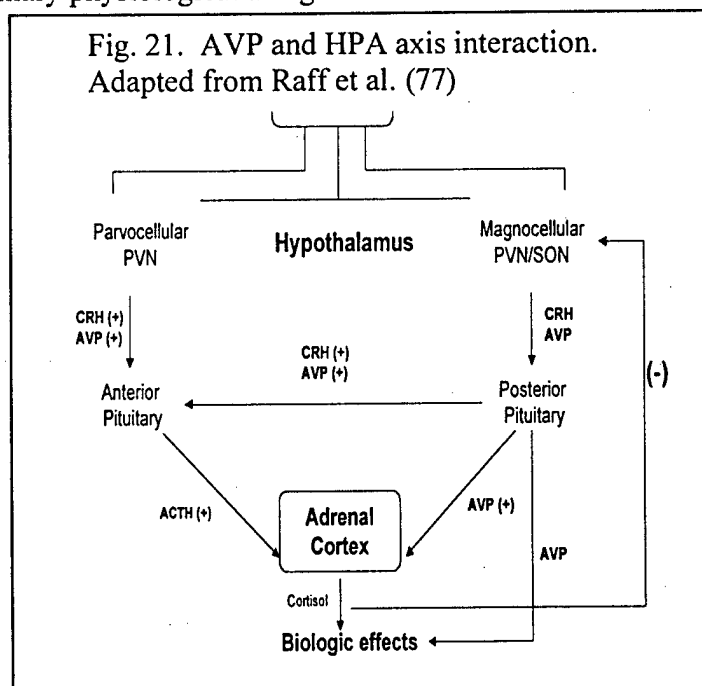 Fig. 21. AVP and HPA axis interaction.
Adapted from Raff et al. (77)
Parvocellular
PVN
Hypothalamus
Magnocellular
PVN/SON
CRH (+)
AVP (+)
CRH
AVP
CRH (+)
AVP (+)
(-)
Anterior
Pituitary
Posterior
Pituitary
ACTH (+)
Adrenal
Cortex
AVP (+)
AVP
Cortisol
Biologic effects